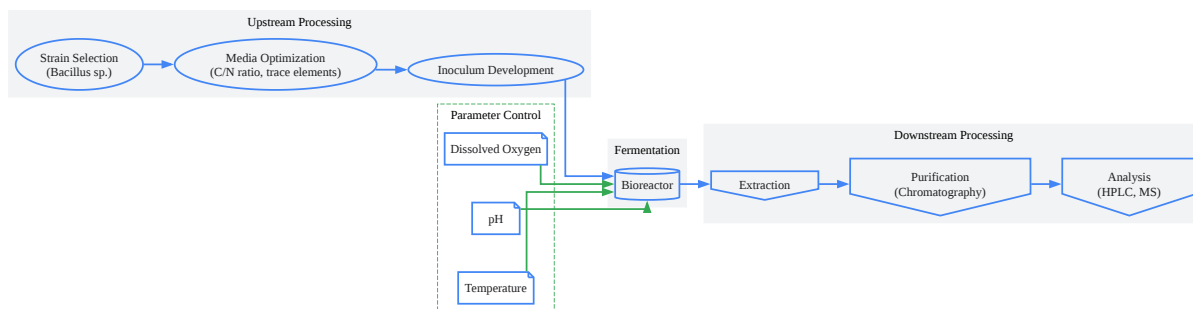 Upstream Processing
Strain Selection
(Bacillus sp.)
Media Optimization
(C/N ratio, trace elements)
Inoculum Development
Parameter Control
Dissolved Oxygen
pH
Temperature
Fermentation
Bioreactor
Downstream Processing
Extraction
Purification
(Chromatography)
Analysis
(HPLC, MS)